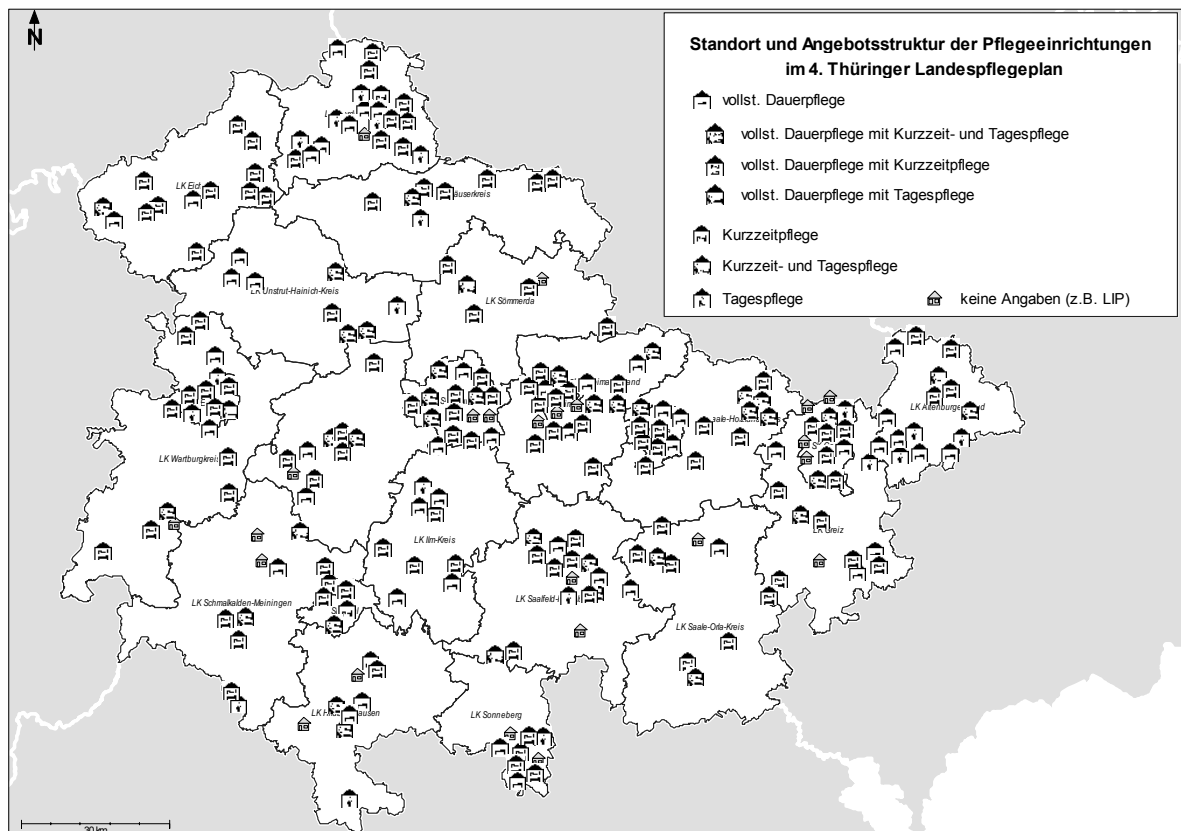 N
Standort und Angebotsstruktur der Pflegeeinrichtungen
im 4. Thüringer Landespflegeplan
vollst. Dauerpflege
vollst. Dauerpflege mit Kurzzeit- und Tagespflege
vollst. Dauerpflege mit Kurzzeitpflege
vollst. Dauerpflege mit Tagespflege
Kurzzeitpflege
Kurzzeit- und Tagespflege
Tagespflege
keine Angaben (z.B. LIP)
LK Unstrut-Hainich-Kreis
LK Sömmerda
LK Wartburgkreis
LK Ilm-Kreis
LK Greiz
LK Schmalkalden-Meiningen
LK Saale-Orla-Kreis
LK Sonneberg
30 km